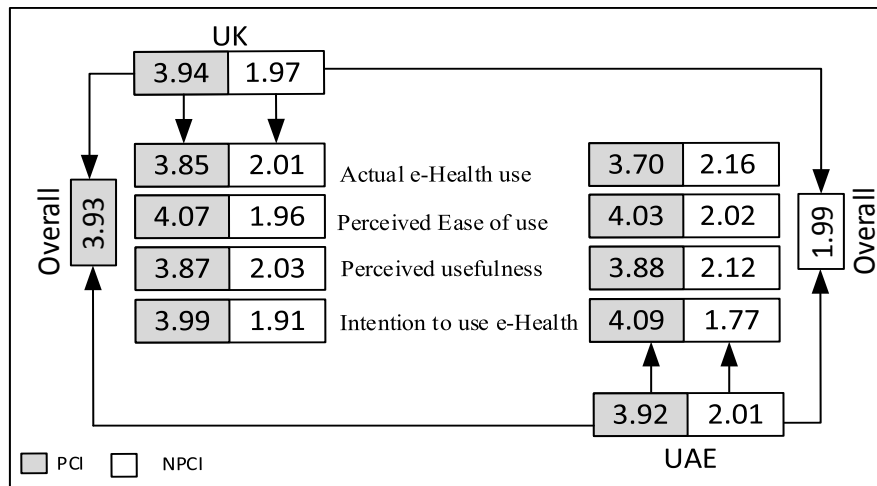 UK
3.94 1.97
3.85 2.01 Actual e-Health use 3.70 2.16
4.07 1.96 Perceived Ease of use 4.03 2.02
3.87 2.03 Perceived usefulness 3.88 2.12
3.99 1.91 Intention to use e-Health 4.09 1.77
Overall
3.93
1.99
Overall
3.92 2.01
UAE
PCI NPCI